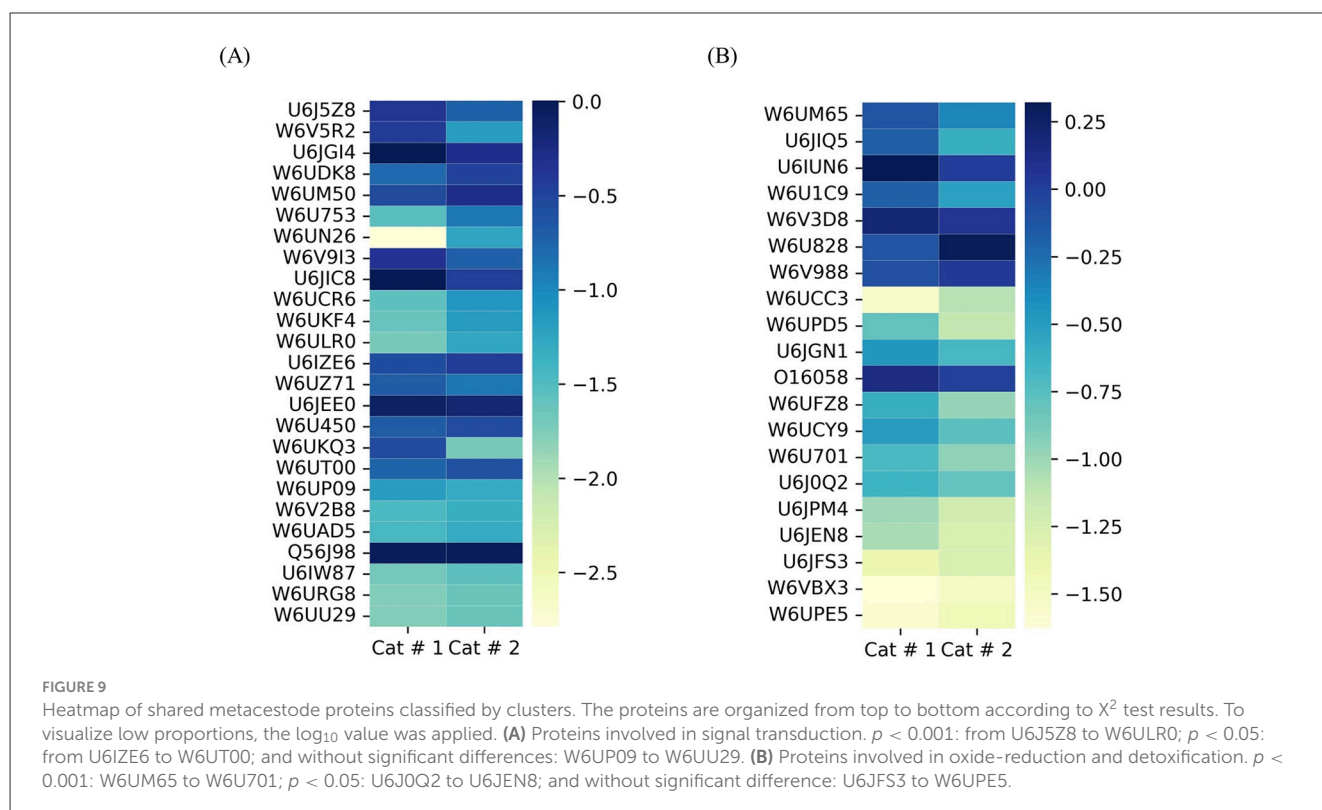 (A)
U6J5Z8
W6V5R2
U6JGI4
W6UDK8
W6UM50
W6U753
W6UN26
W6V9I3
U6JIC8
W6UCR6
W6UKF4
W6ULR0
U6IZE6
W6UZ71
U6JEE0
W6U450
W6UKQ3
W6UT00
W6UP09
W6V2B8
W6UAD5
Q56J98
U6IW87
W6URG8
W6UU29
Cat # 1 Cat # 2
0.0
−0.5
−1.0
−1.5
−2.0
−2.5
(B)
W6UM65
U6JIQ5
U6IUN6
W6U1C9
W6V3D8
W6U828
W6V988
W6UCC3
W6UPD5
U6JGN1
O16058
W6UFZ8
W6UCY9
W6U701
U6J0Q2
U6JPM4
U6JEN8
U6JFS3
W6VBX3
W6UPE5
Cat # 1 Cat # 2
0.25
0.00
−0.25
−0.50
−0.75
−1.00
−1.25
−1.50
FIGURE 9
Heatmap of shared metacestode proteins classified by clusters. The proteins are organized from top to bottom according to X² test results. To
visualize low proportions, the log₁₀ value was applied. (A) Proteins involved in signal transduction. p < 0.001: from U6J5Z8 to W6ULR0; p < 0.05:
from U6IZE6 to W6UT00; and without significant differences: W6UP09 to W6UU29. (B) Proteins involved in oxide-reduction and detoxification. p <
0.001: W6UM65 to W6U701; p < 0.05: U6J0Q2 to U6JEN8; and without significant difference: U6JFS3 to W6UPE5.